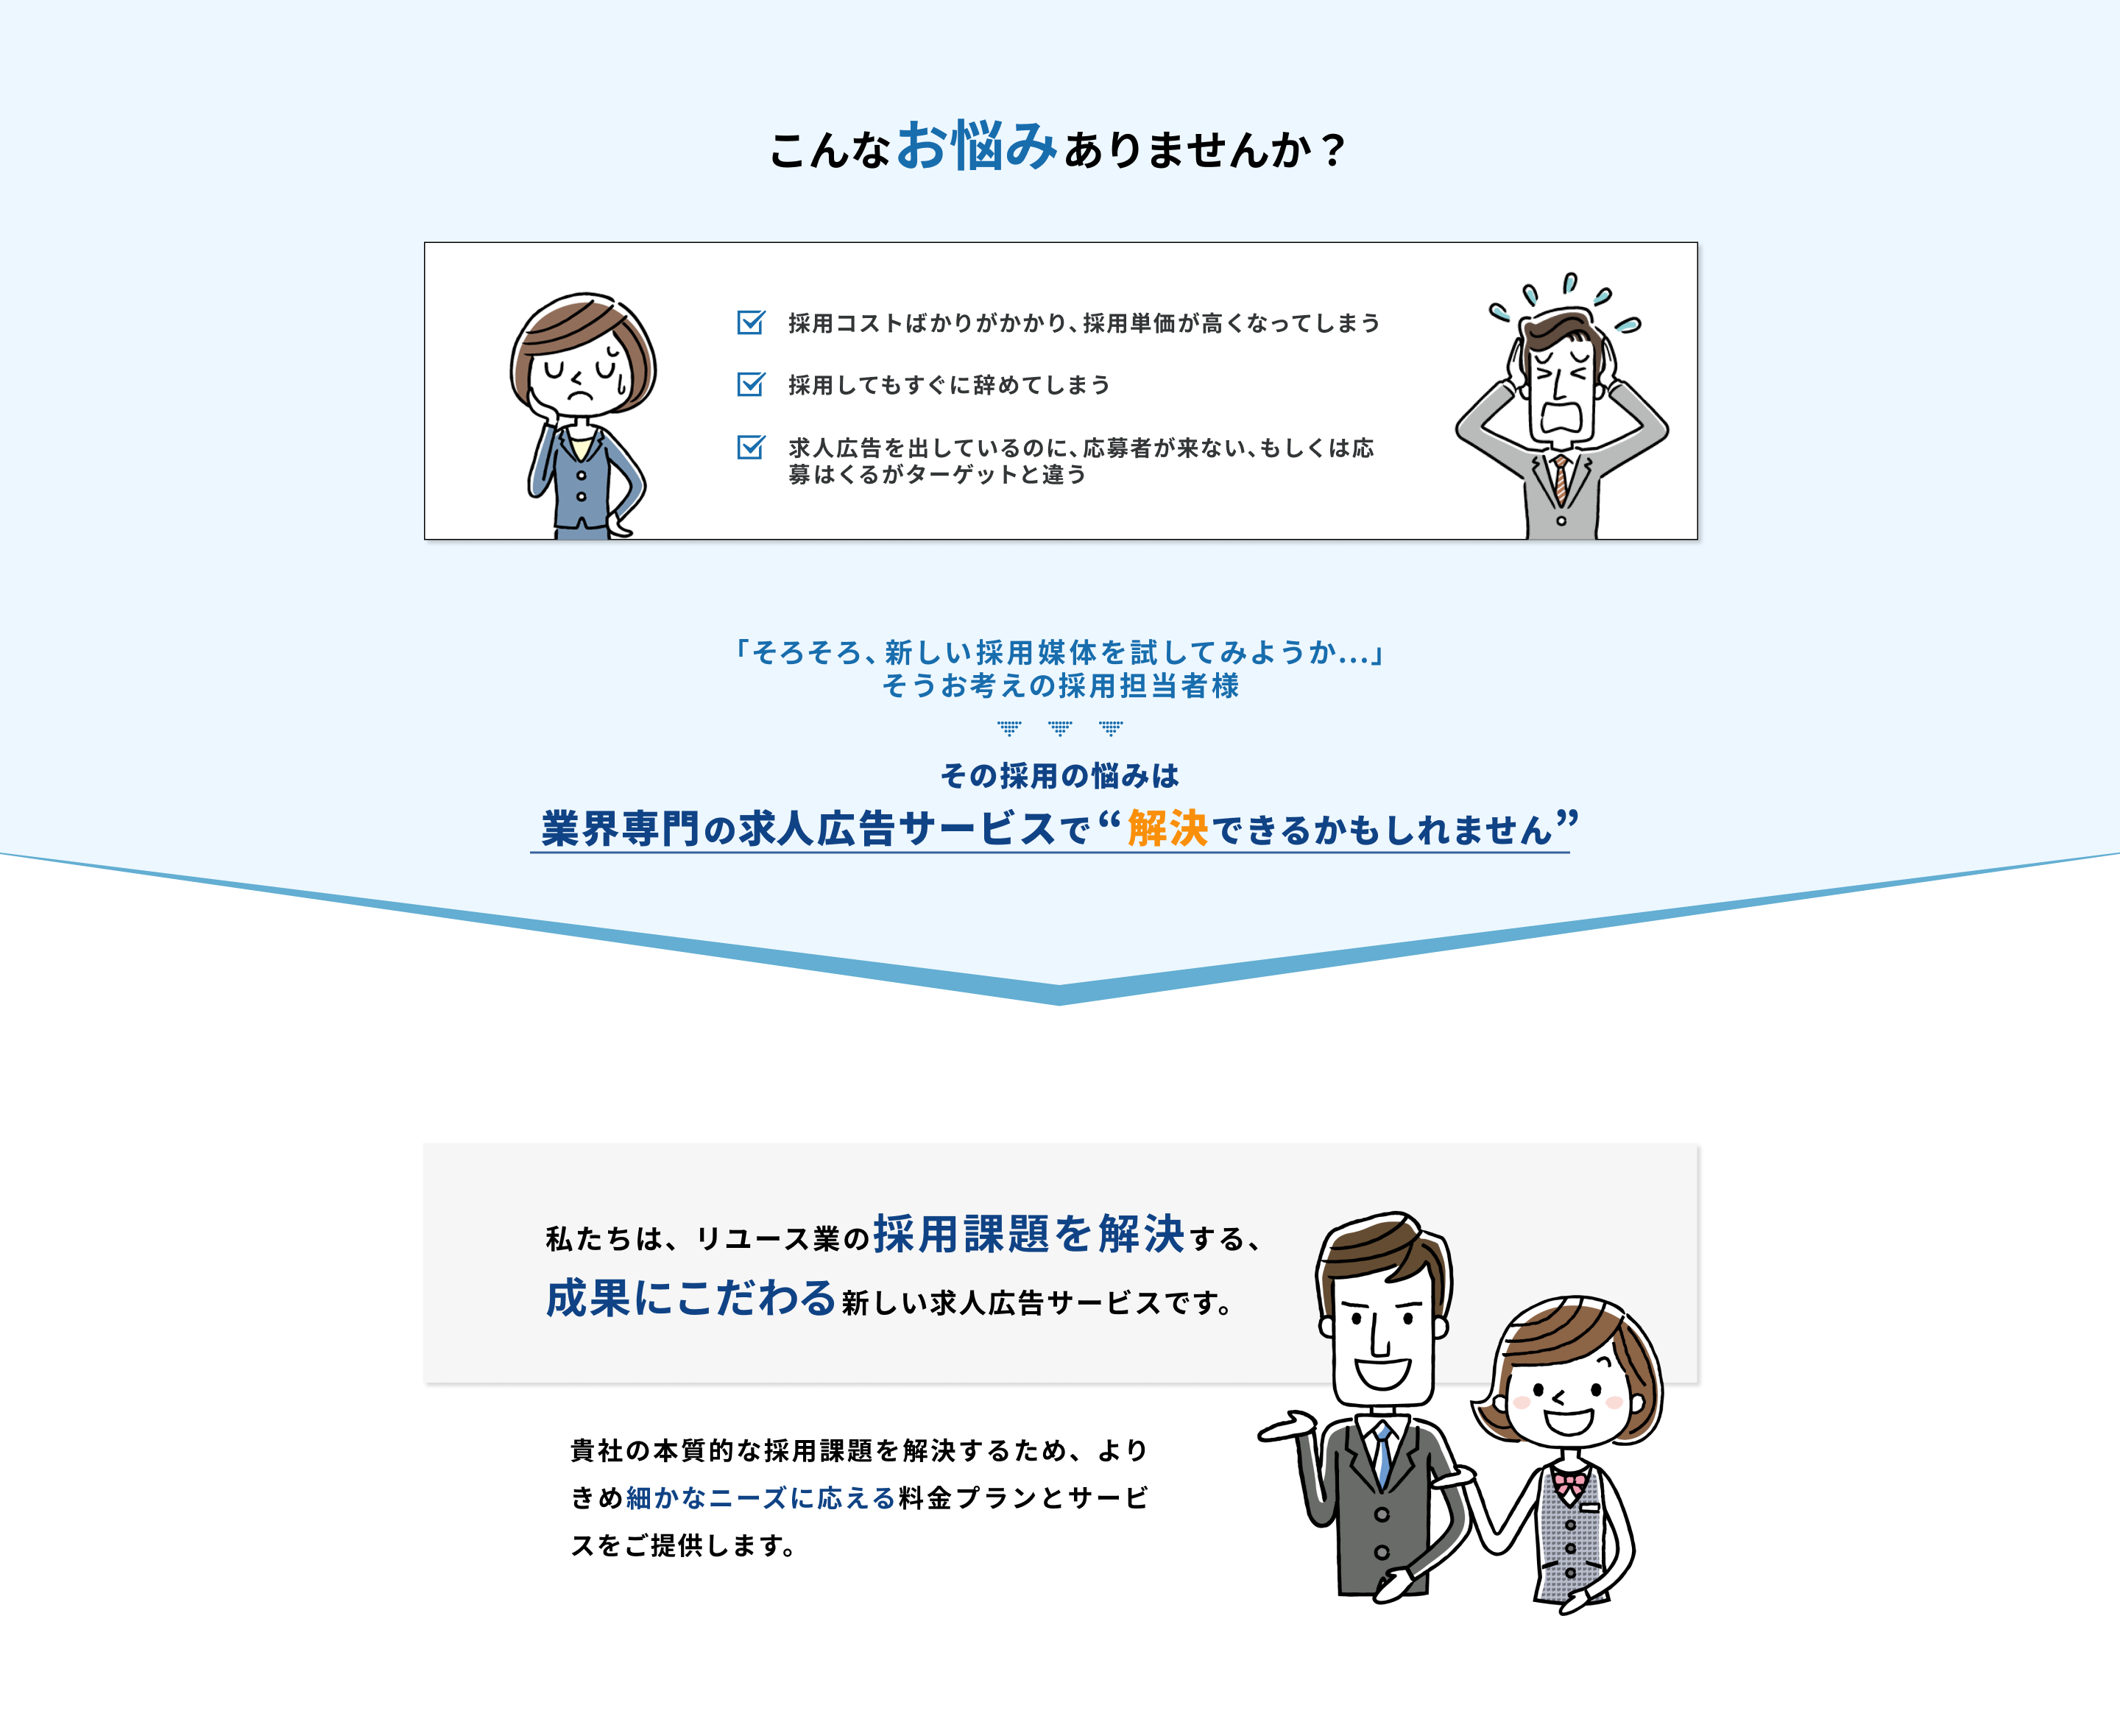 こんなお悩みありませんか？
採用コストばかりがかかり、採用単価が高くなってしまう
採用してもすぐに辞めてしまう
求人広告を出しているのに、応募者が来ない、もしくは応
募はくるがターゲットと違う
「そろそろ、新しい採用媒体を試してみようか…」
そうお考えの採用担当者様
その採用の悩みは
業界専門の求人広告サービスで“解決できるかもしれません”
私たちは、リユース業の採用課題を解決する、
成果にこだわる新しい求人広告サービスです。
貴社の本質的な採用課題を解決するため、より
きめ細かなニーズに応える料金プランとサービ
スをご提供します。